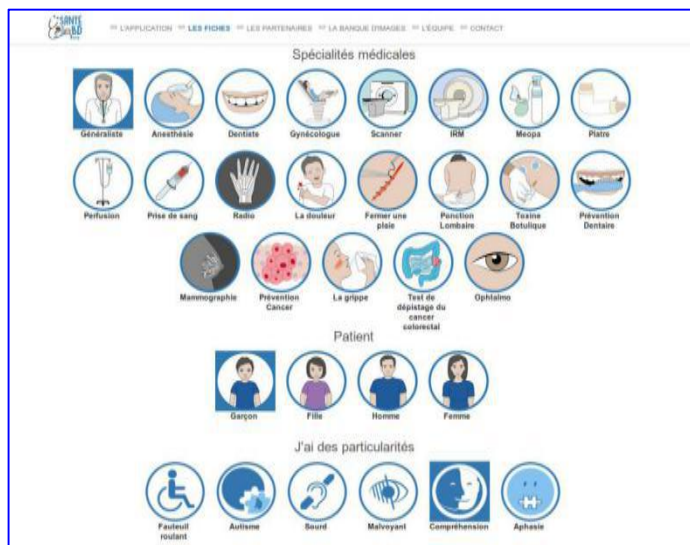 SANTÉ
BD
L'APPLICATION LES FICHES LES PARTENAIRES LA BANQUE D'IMAGES L'ÉQUIPE CONTACT
Spécialités médicales
Généraliste Anesthésie Dentiste Gynécologue Scanner IRM Meopa Platre
Perfusion Prise de sang Radio La douleur Fermer une plaie Ponction Lombaire Toxine Botulique Prévention Dentaire
Mammographie Prévention Cancer La grippe Test de dépistage du cancer colorectal Ophtalmo
Patient
Garçon Fille Homme Femme
J'ai des particularités
Fauteuil roulant Autisme Sourd Malvoyant Compréhension Aphasie